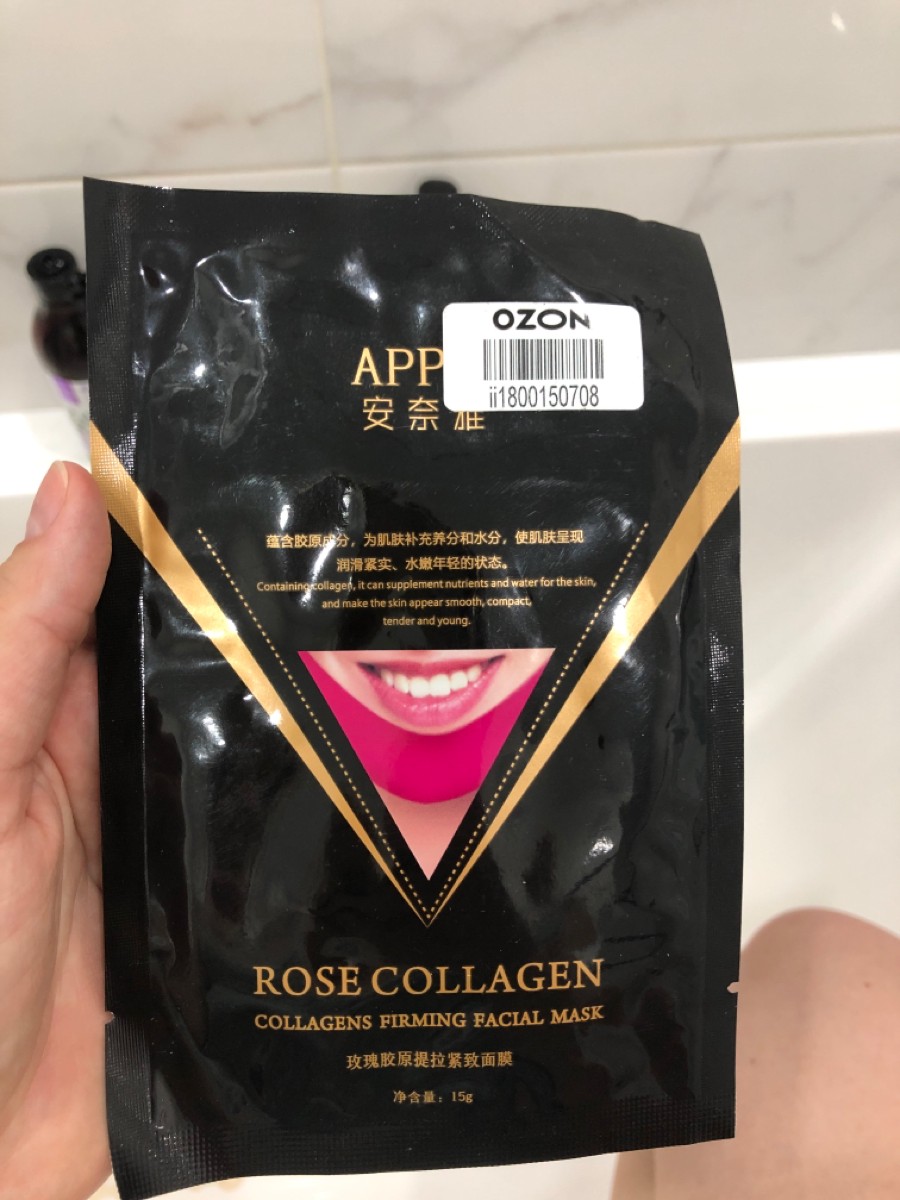 OZON
ii1800150708
APP
安奈雅
蕴含胶原成分，为肌肤补充养分和水分，使肌肤呈现
润滑紧实、水嫩年轻的状态。
Containing collagen, it can supplement nutrients and water for the skin,
and make the skin appear smooth, compact,
tender and young.
ROSE COLLAGEN
COLLAGENS FIRMING FACIAL MASK
玫瑰胶原提拉紧致面膜
净含量：15g